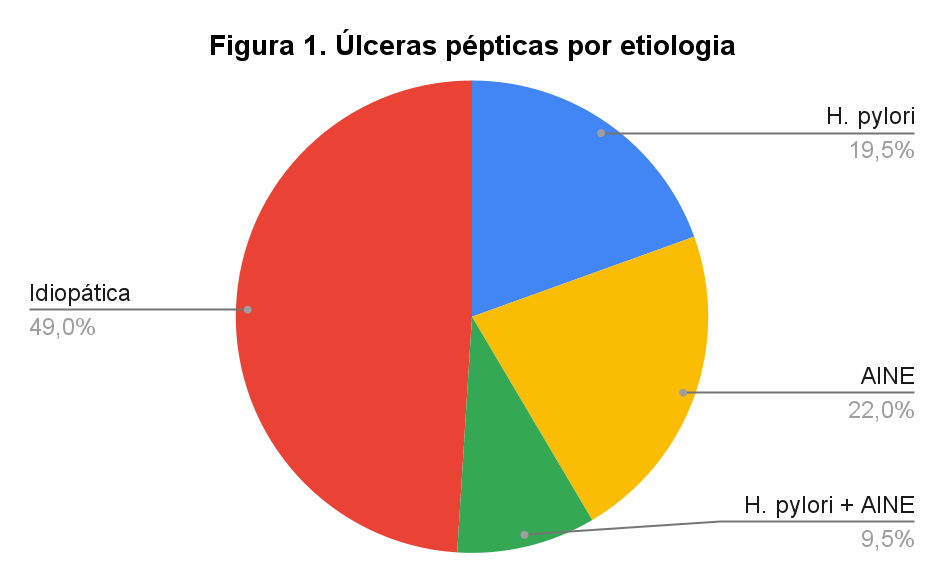 Figura 1. Úlceras pépticas por etiologia
H. pylori
19,5%
Idiopática
49,0%
AINE
22,0%
H. pylori + AINE
9,5%